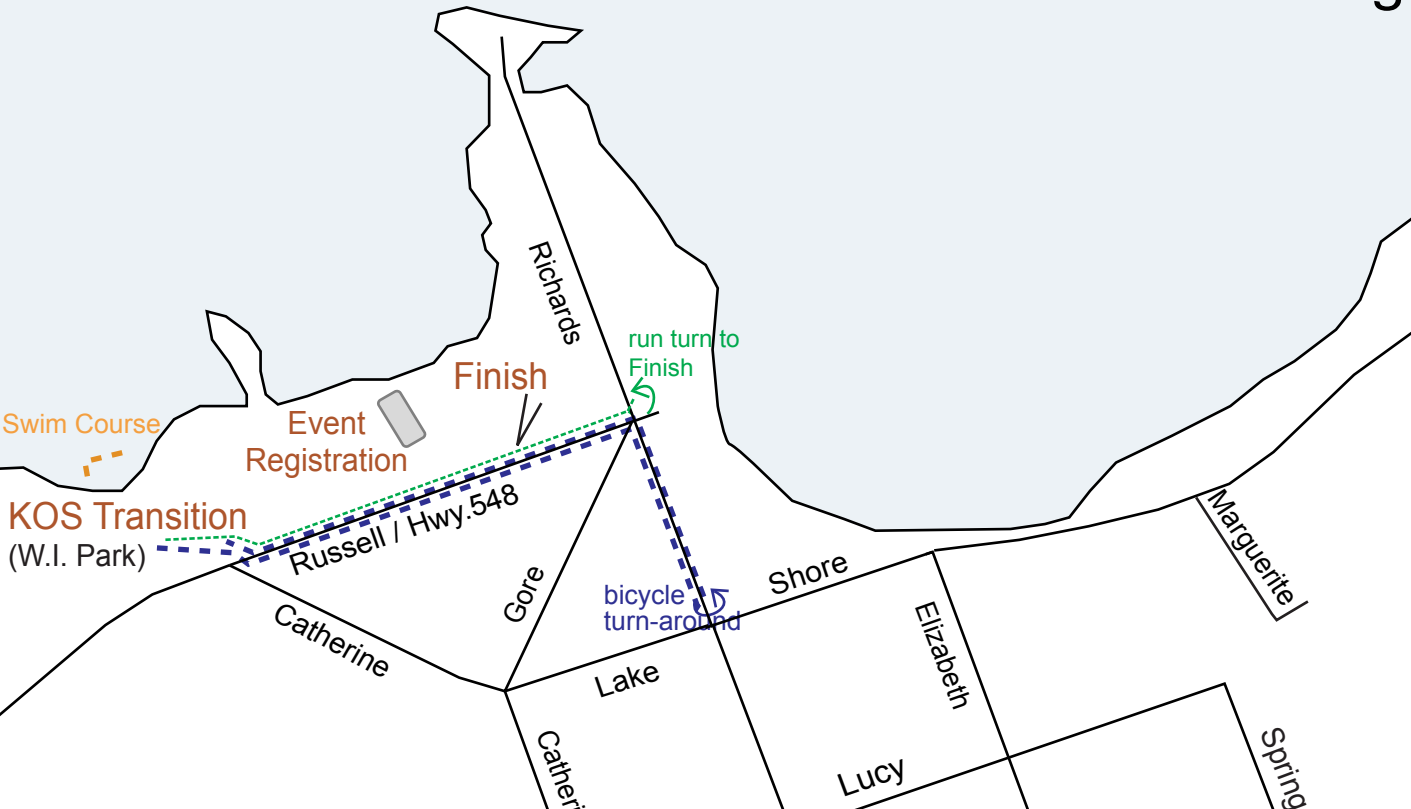 Richards
run turn to
Finish
Finish
Swim Course
Event
Registration
KOS Transition
(W.I. Park)
Russell / Hwy.548
Gore
Shore
bicycle
turn-around
Marguerite
Catherine
Elizabeth
Lake
Lucy
Spring